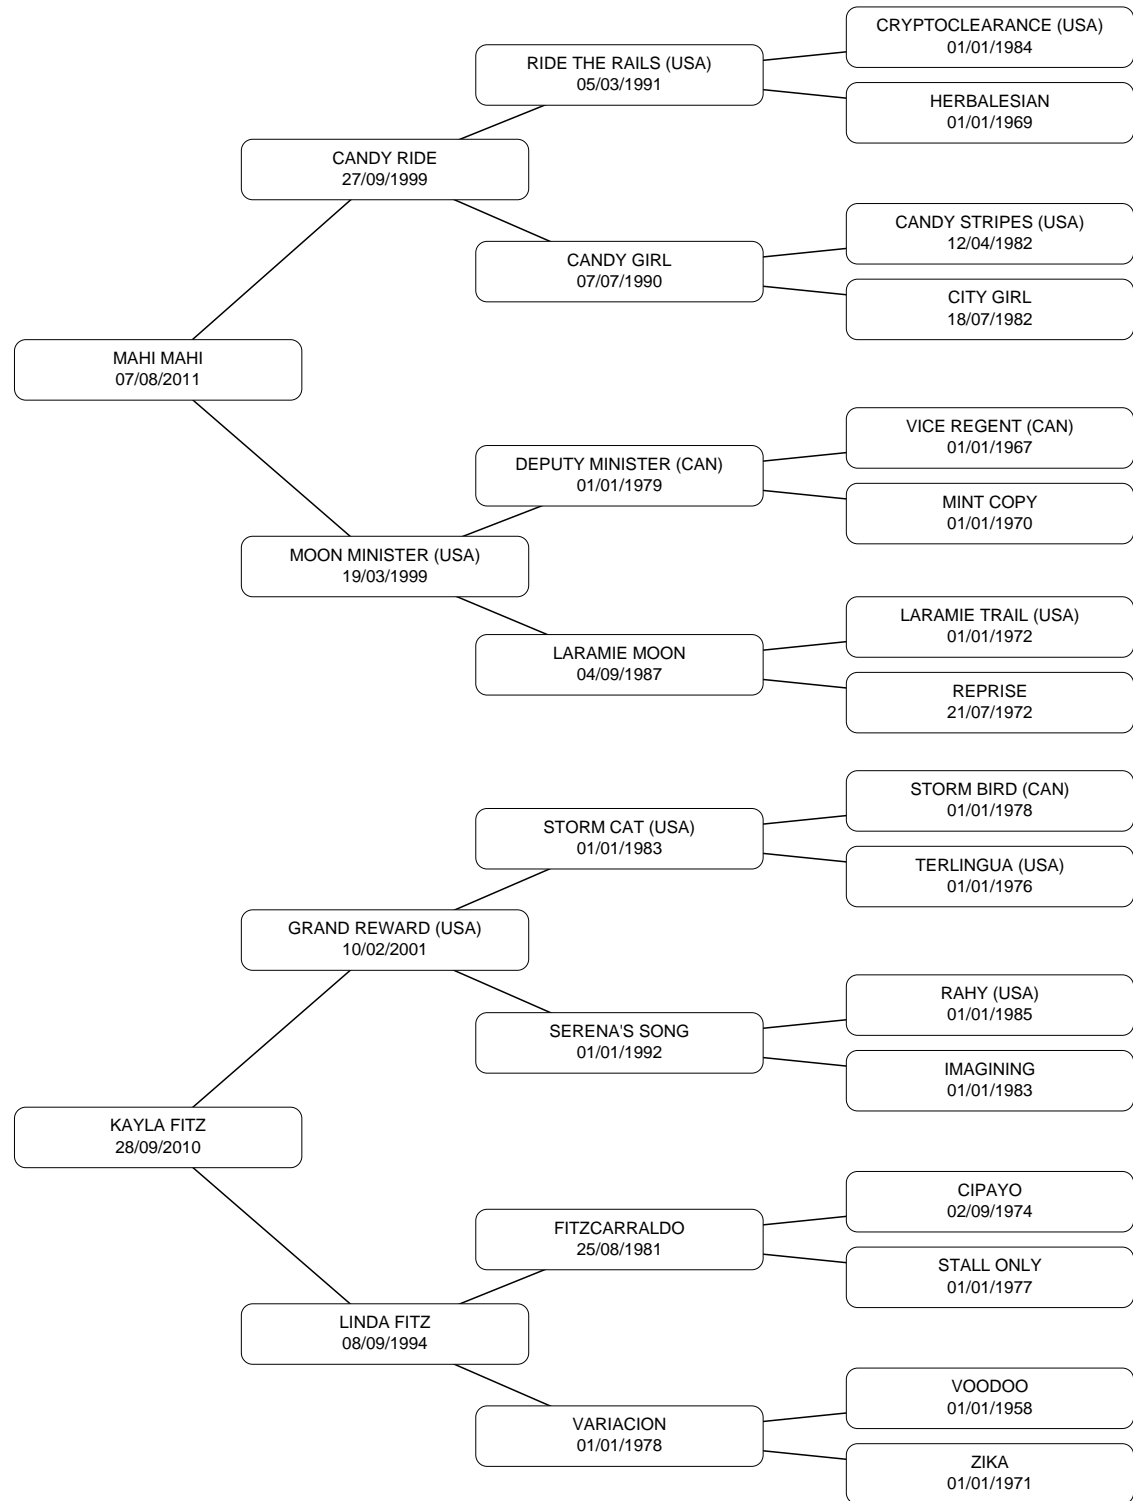 CRYPTOCLEARANCE (USA)
01/01/1984
RIDE THE RAILS (USA)
05/03/1991
HERBALESIAN
01/01/1969
CANDY RIDE
27/09/1999
CANDY STRIPES (USA)
12/04/1982
CANDY GIRL
07/07/1990
CITY GIRL
18/07/1982
MAHI MAHI
07/08/2011
VICE REGENT (CAN)
01/01/1967
DEPUTY MINISTER (CAN)
01/01/1979
MINT COPY
01/01/1970
MOON MINISTER (USA)
19/03/1999
LARAMIE TRAIL (USA)
01/01/1972
LARAMIE MOON
04/09/1987
REPRISE
21/07/1972
STORM BIRD (CAN)
01/01/1978
STORM CAT (USA)
01/01/1983
TERLINGUA (USA)
01/01/1976
GRAND REWARD (USA)
10/02/2001
RAHY (USA)
01/01/1985
SERENA'S SONG
01/01/1992
IMAGINING
01/01/1983
KAYLA FITZ
28/09/2010
CIPAYO
02/09/1974
FITZCARRALDO
25/08/1981
STALL ONLY
01/01/1977
LINDA FITZ
08/09/1994
VOODOO
01/01/1958
VARIACION
01/01/1978
ZIKA
01/01/1971